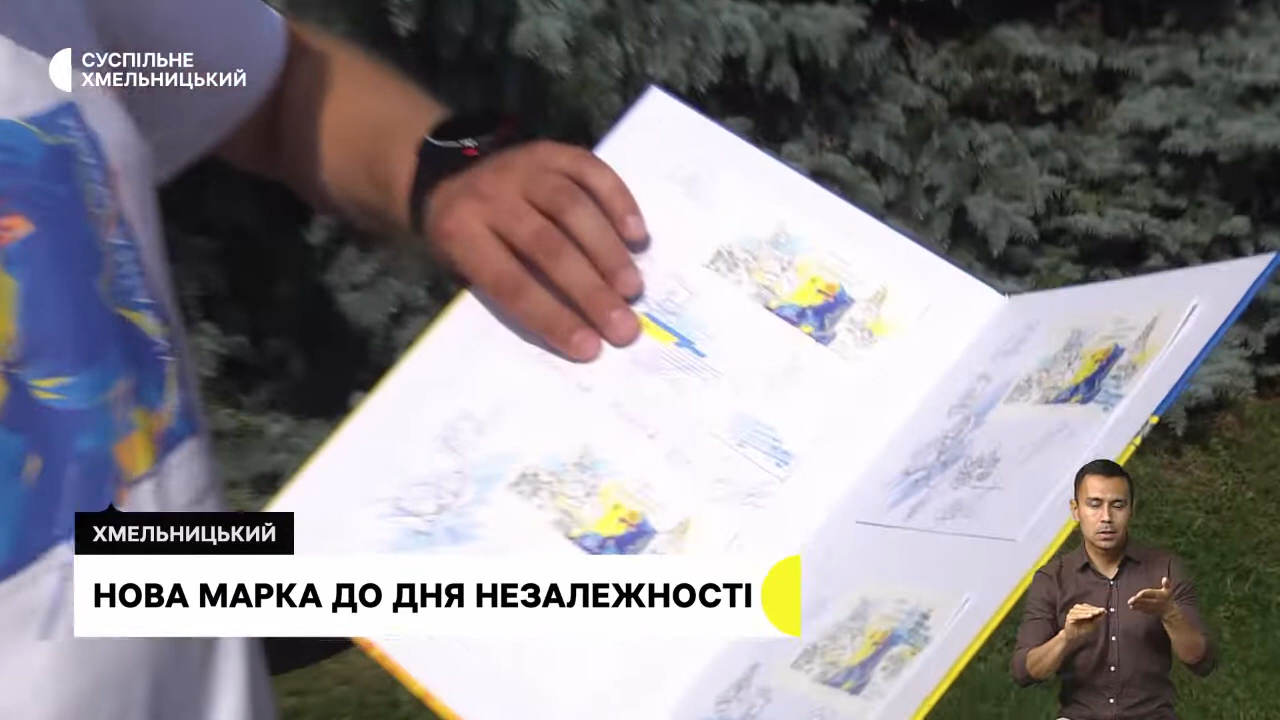 СУСПІЛЬНЕ
ХМЕЛЬНИЦЬКИЙ
ХМЕЛЬНИЦЬКИЙ
НОВА МАРКА ДО ДНЯ НЕЗАЛЕЖНОСТІ